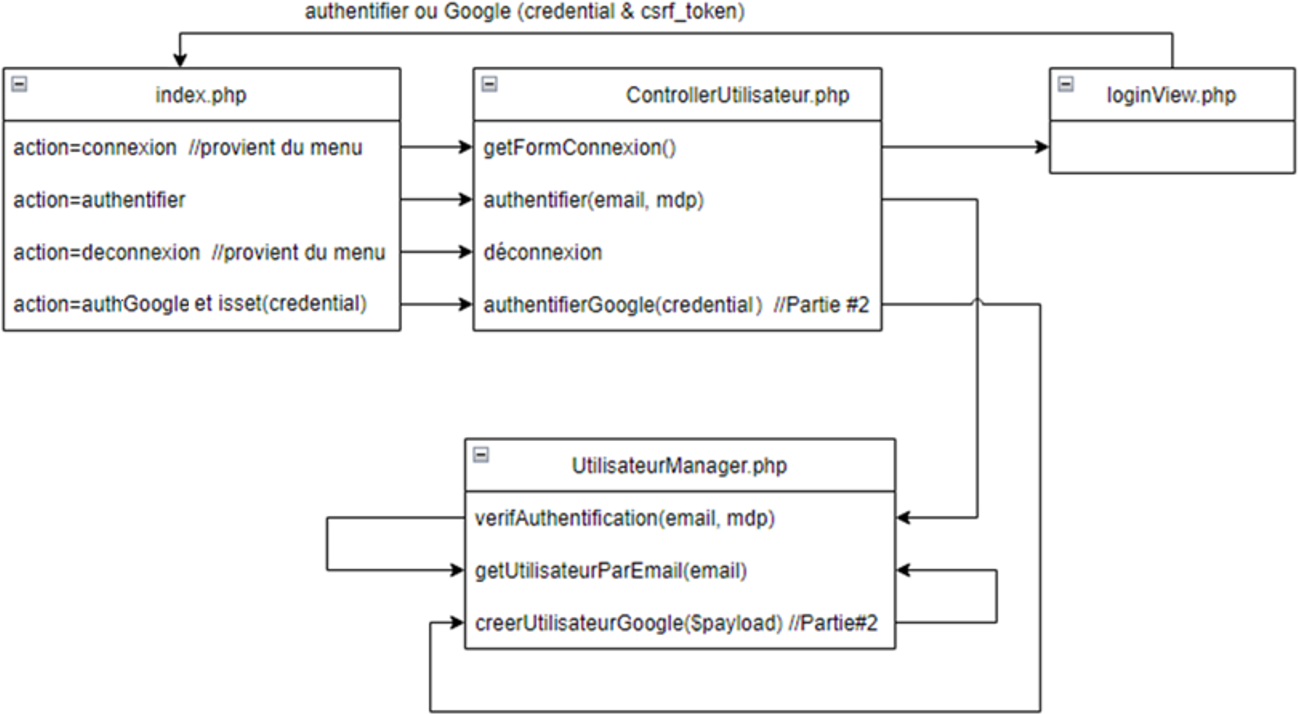 authentifier ou Google (credential & csrf_token)
index.php
action=connexion //provient du menu
action=authentifier
action=deconnexion //provient du menu
action=authGoogle et isset(credential)
ControllerUtilisateur.php
getFormConnexion()
authentifier(email, mdp)
déconnexion
authentifierGoogle(credential) //Partie #2
loginView.php
UtilisateurManager.php
verifAuthentification(email, mdp)
getUtilisateurParEmail(email)
creerUtilisateurGoogle($payload) //Partie#2